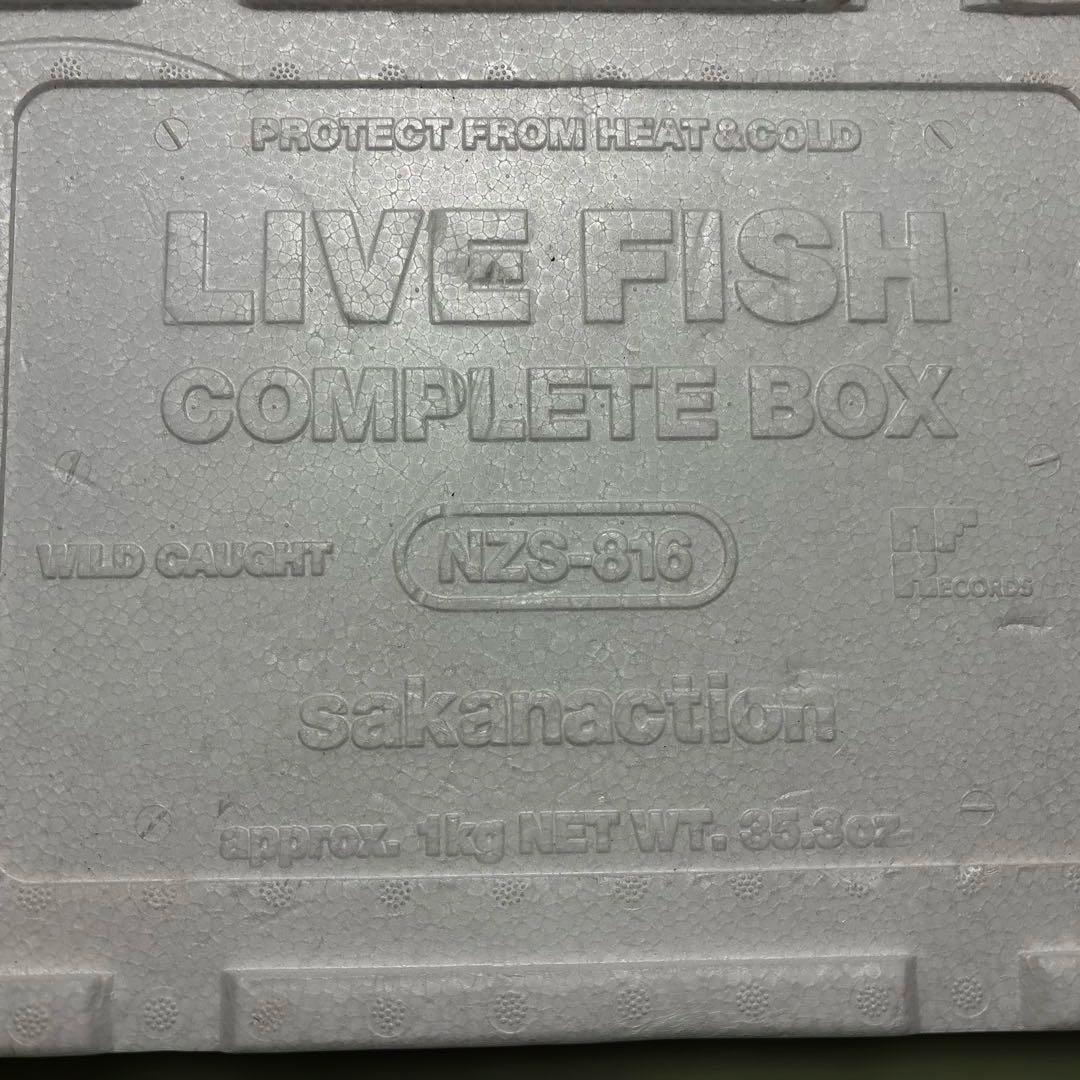 PROTECT FROM HEAT & COLD
LIVE FISH
COMPLETE BOX
WILD CAUGHT
NZS-816
NF RECORDS
sakanaction
approx. 1kg NET WT. 35.3oz.